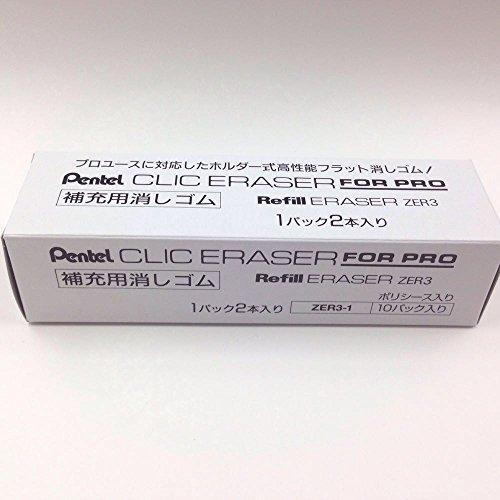 プロユースに対応したホルダー式高性能フラット消しゴム!
Pentel CLIC ERASER FOR PRO
補充用消しゴム Refill ERASER ZER3
1パック2本入り
Pentel CLIC ERASER FOR PRO
補充用消しゴム Refill ERASER ZER3
ポリシース入り
1パック2本入り ZER3-1 10パック入り